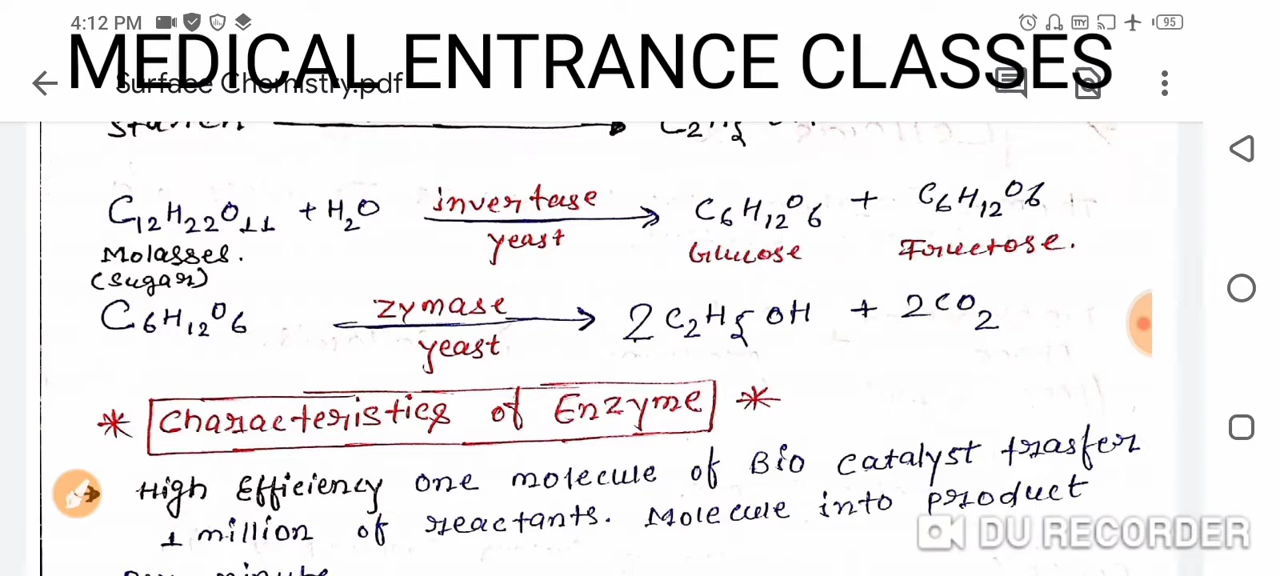 4:12 PM
95
MEDICAL ENTRANCE CLASSES
Surface Chemistry.pdf
C12H22O11 + H2O invertase yeast C6H12O6 + C6H12O6
Molasses. Glucose Fructose.
(Sugar)
C6H12O6 zymase yeast 2C2H5OH + 2CO2
* Characteristics of Enzyme *
High Efficiency one molecule of Bio catalyst trasfer
1 million of reactants. Molecule into product
DU RECORDER